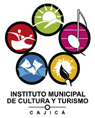 INSTITUTO MUNICIPAL
DE CULTURA Y TURISMO
CAJICÁ